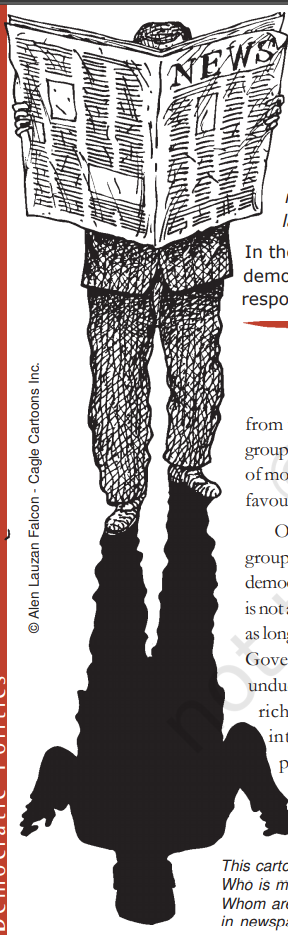 NEWS
© Alen Lauzan Falcon - Cagle Cartoons Inc.
In the
demo
respo
from
group
of mo
favou
O
group
democ
is not a
as long
Gove
undu
rich
int
p
This carto
Who is m
Whom are
in newspa
not
Democratic Politics